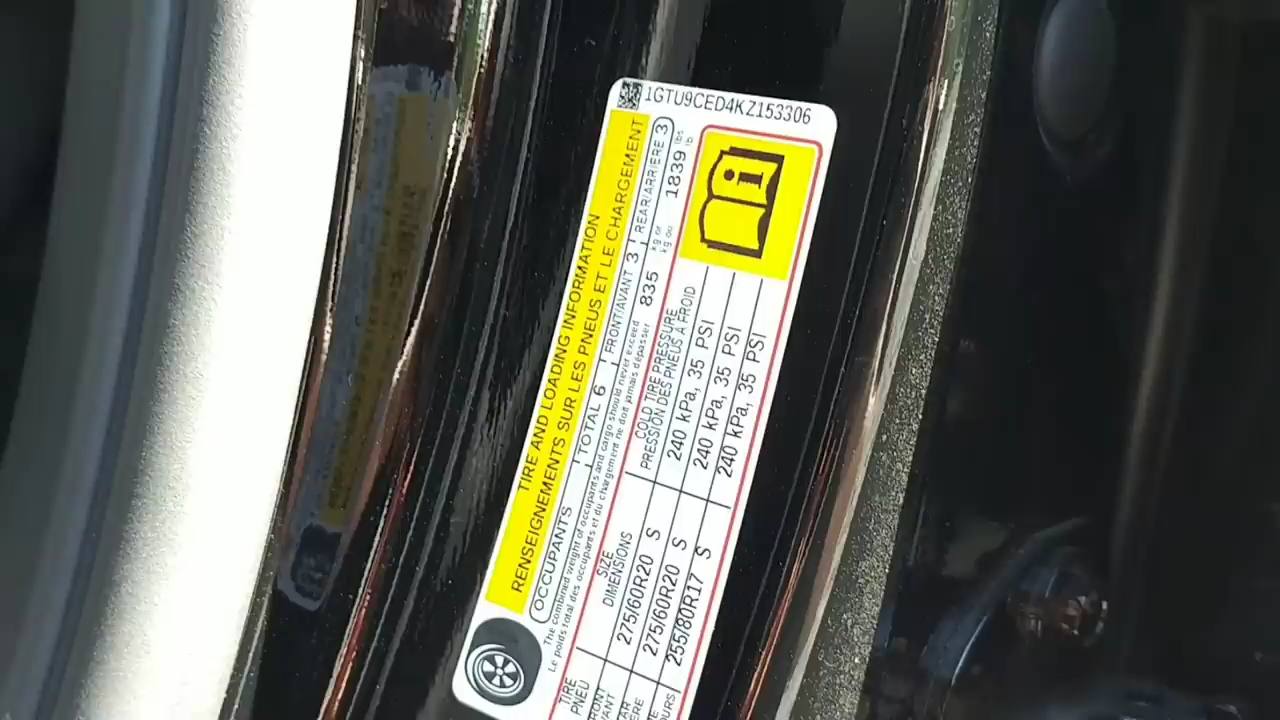 1GTU9CED4KZ153306
TIRE AND LOADING INFORMATION
RENSEIGNEMENTS SUR LES PNEUS ET LE CHARGEMENT
OCCUPANTS TOTAL 6 FRONT/AVANT 3 REAR/ARRIERE 3
The combined weight of occupants and cargo should never exceed 835 kg or 1839 lbs
Le poids total des occupants et du chargement ne doit jamais dépasser kg ou lb
TIRE SIZE COLD TIRE PRESSURE
PNEU DIMENSIONS PRESSION DES PNEUS À FROID
275/60R20 S 240 kPa, 35 PSI
275/60R20 S 240 kPa, 35 PSI
255/80R17 S 240 kPa, 35 PSI